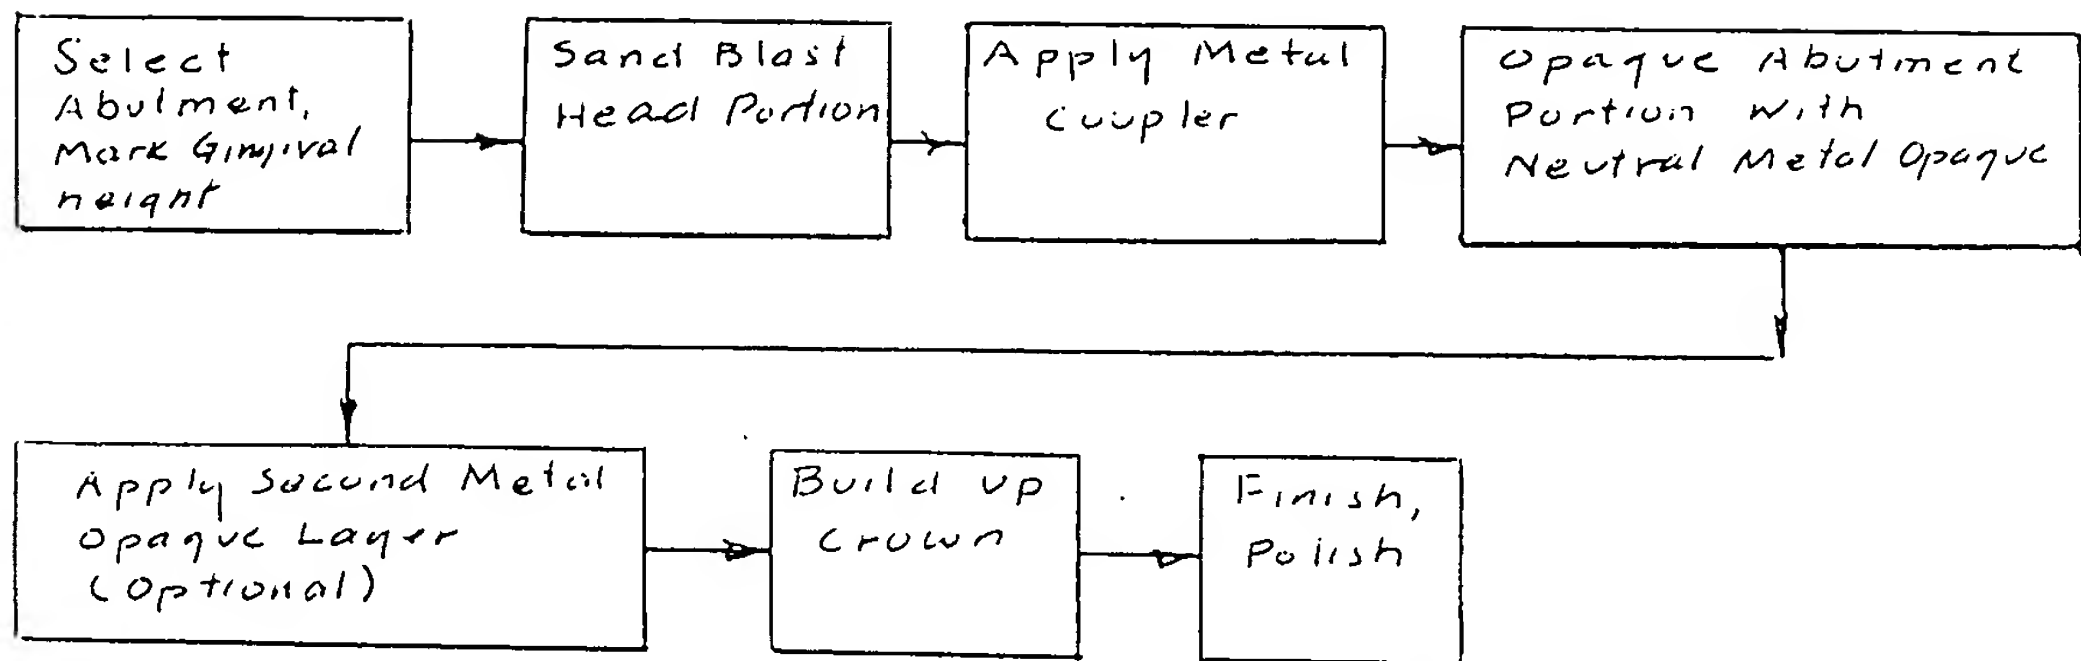 Select
Abutment,
Mark Gingival
height
Sand Blast
Head Portion
Apply Metal
Coupler
Opaque Abutment
Portion with
Neutral Metal Opaque
Apply Second Metal
Opaque Layer
(Optional)
Build up
Crown
Finish,
Polish